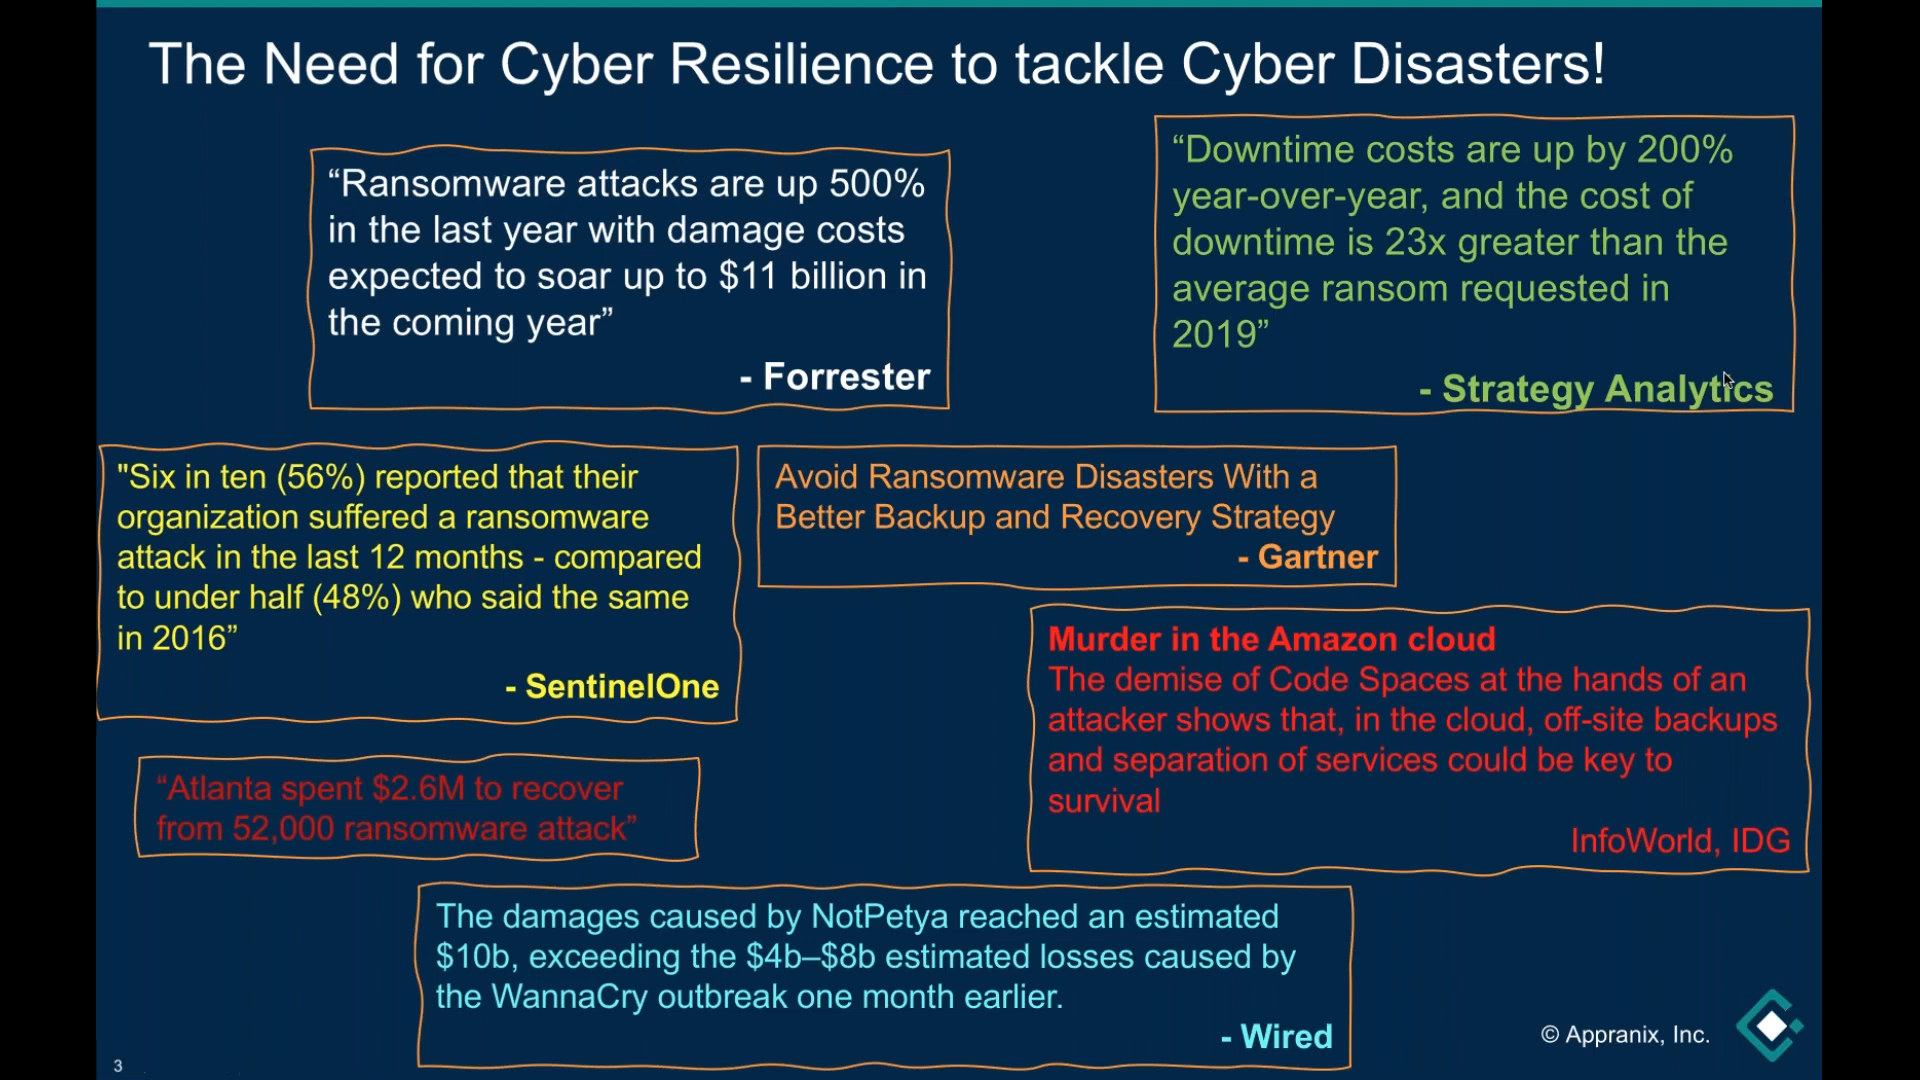 The Need for Cyber Resilience to tackle Cyber Disasters!
“Ransomware attacks are up 500%
in the last year with damage costs
expected to soar up to $11 billion in
the coming year”
- Forrester
“Downtime costs are up by 200%
year-over-year, and the cost of
downtime is 23x greater than the
average ransom requested in
2019”
- Strategy Analytics
"Six in ten (56%) reported that their
organization suffered a ransomware
attack in the last 12 months - compared
to under half (48%) who said the same
in 2016”
- SentinelOne
Avoid Ransomware Disasters With a
Better Backup and Recovery Strategy
- Gartner
Murder in the Amazon cloud
The demise of Code Spaces at the hands of an
attacker shows that, in the cloud, off-site backups
and separation of services could be key to
survival
InfoWorld, IDG
“Atlanta spent $2.6M to recover
from 52,000 ransomware attack”
The damages caused by NotPetya reached an estimated
$10b, exceeding the $4b–$8b estimated losses caused by
the WannaCry outbreak one month earlier.
- Wired
© Appranix, Inc.
3